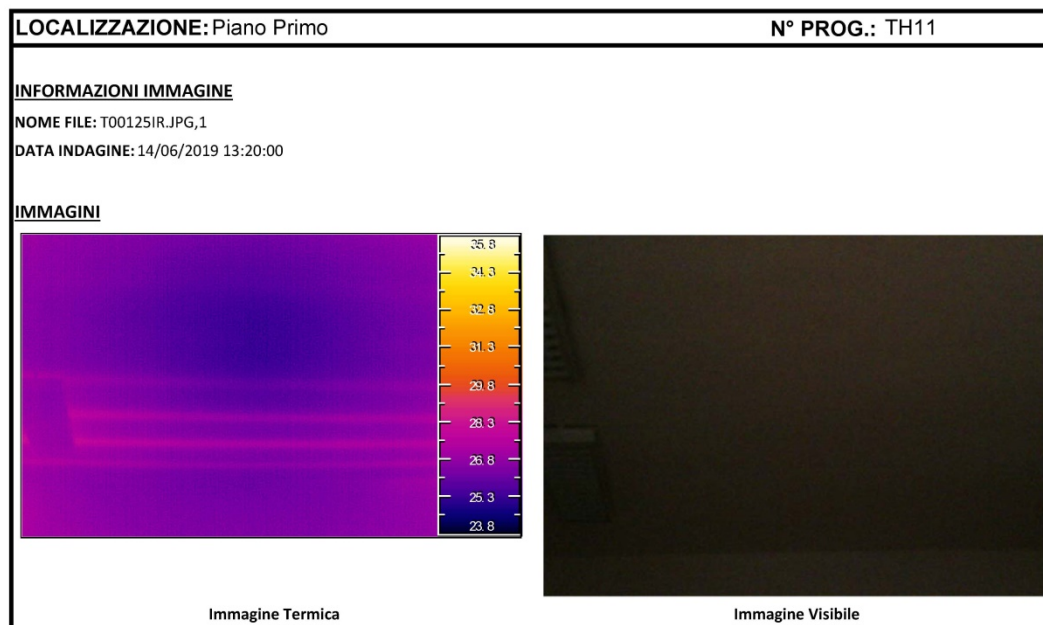 LOCALIZZAZIONE: Piano Primo N° PROG.: TH11
INFORMAZIONI IMMAGINE
NOME FILE: T00125IR.JPG,1
DATA INDAGINE: 14/06/2019 13:20:00
IMMAGINI
35.8
34.3
32.8
31.3
29.8
28.3
26.8
25.3
23.8
Immagine Termica Immagine Visibile